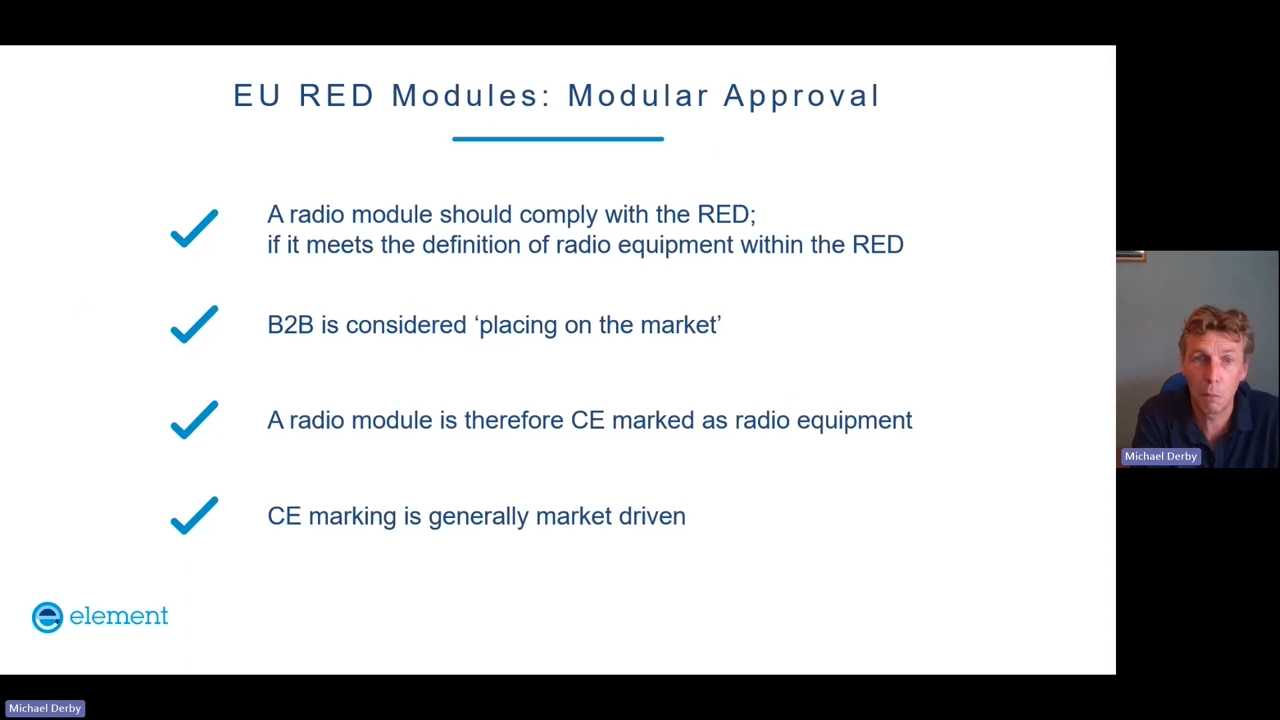 EU RED Modules: Modular Approval
A radio module should comply with the RED;
if it meets the definition of radio equipment within the RED
B2B is considered ‘placing on the market’
A radio module is therefore CE marked as radio equipment
CE marking is generally market driven
element
Michael Derby
Michael Derby